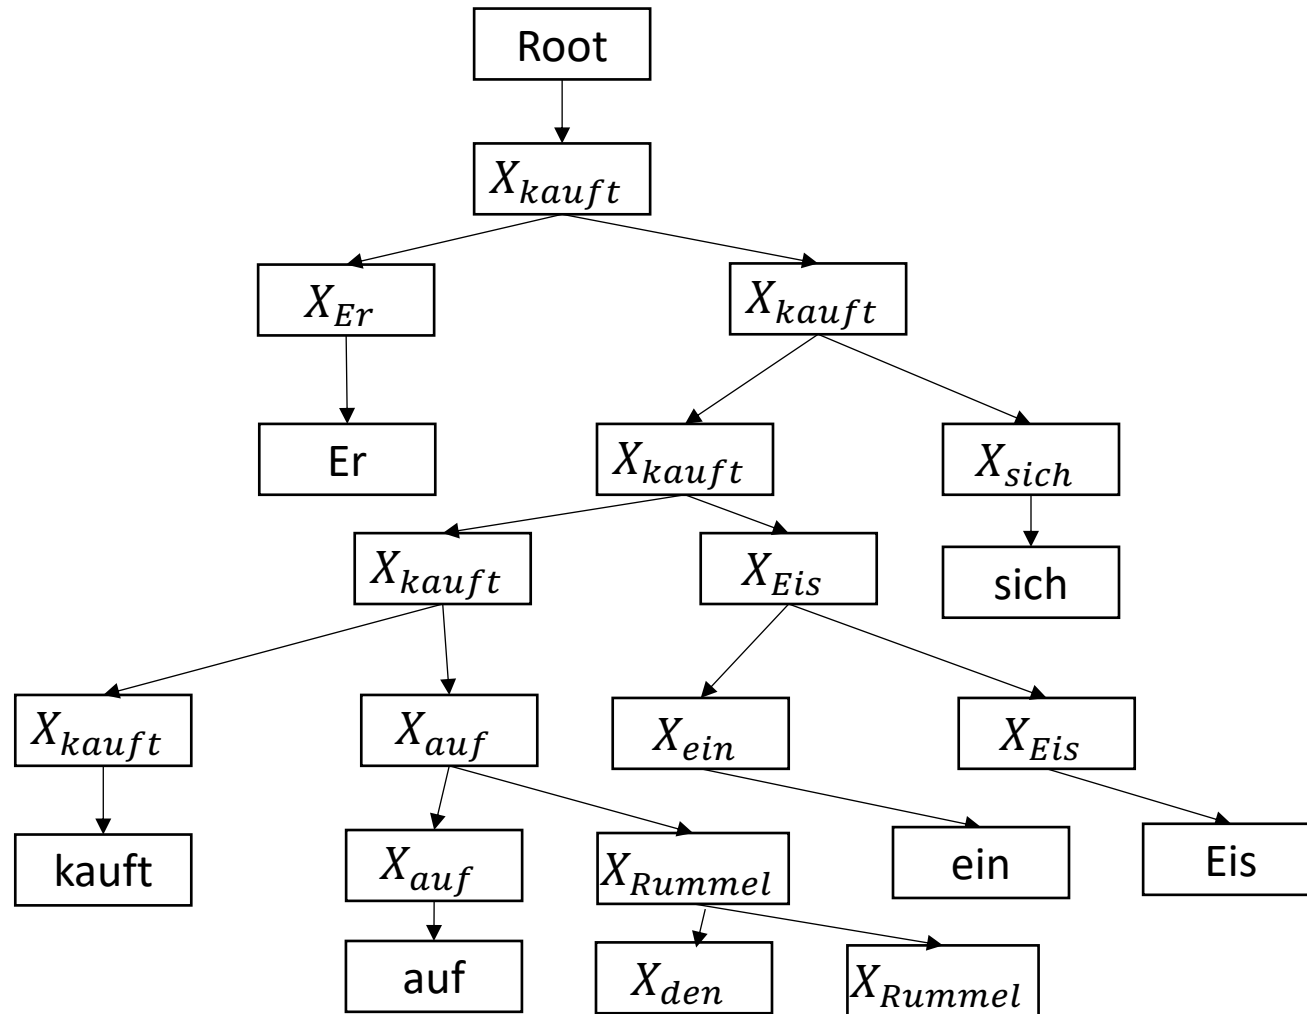 Root
X_kauft
X_Er X_kauft
Er X_kauft X_sich
X_kauft X_Eis sich
X_kauft X_auf X_ein X_Eis
kauft X_auf X_Rummel ein Eis
auf X_den X_Rummel